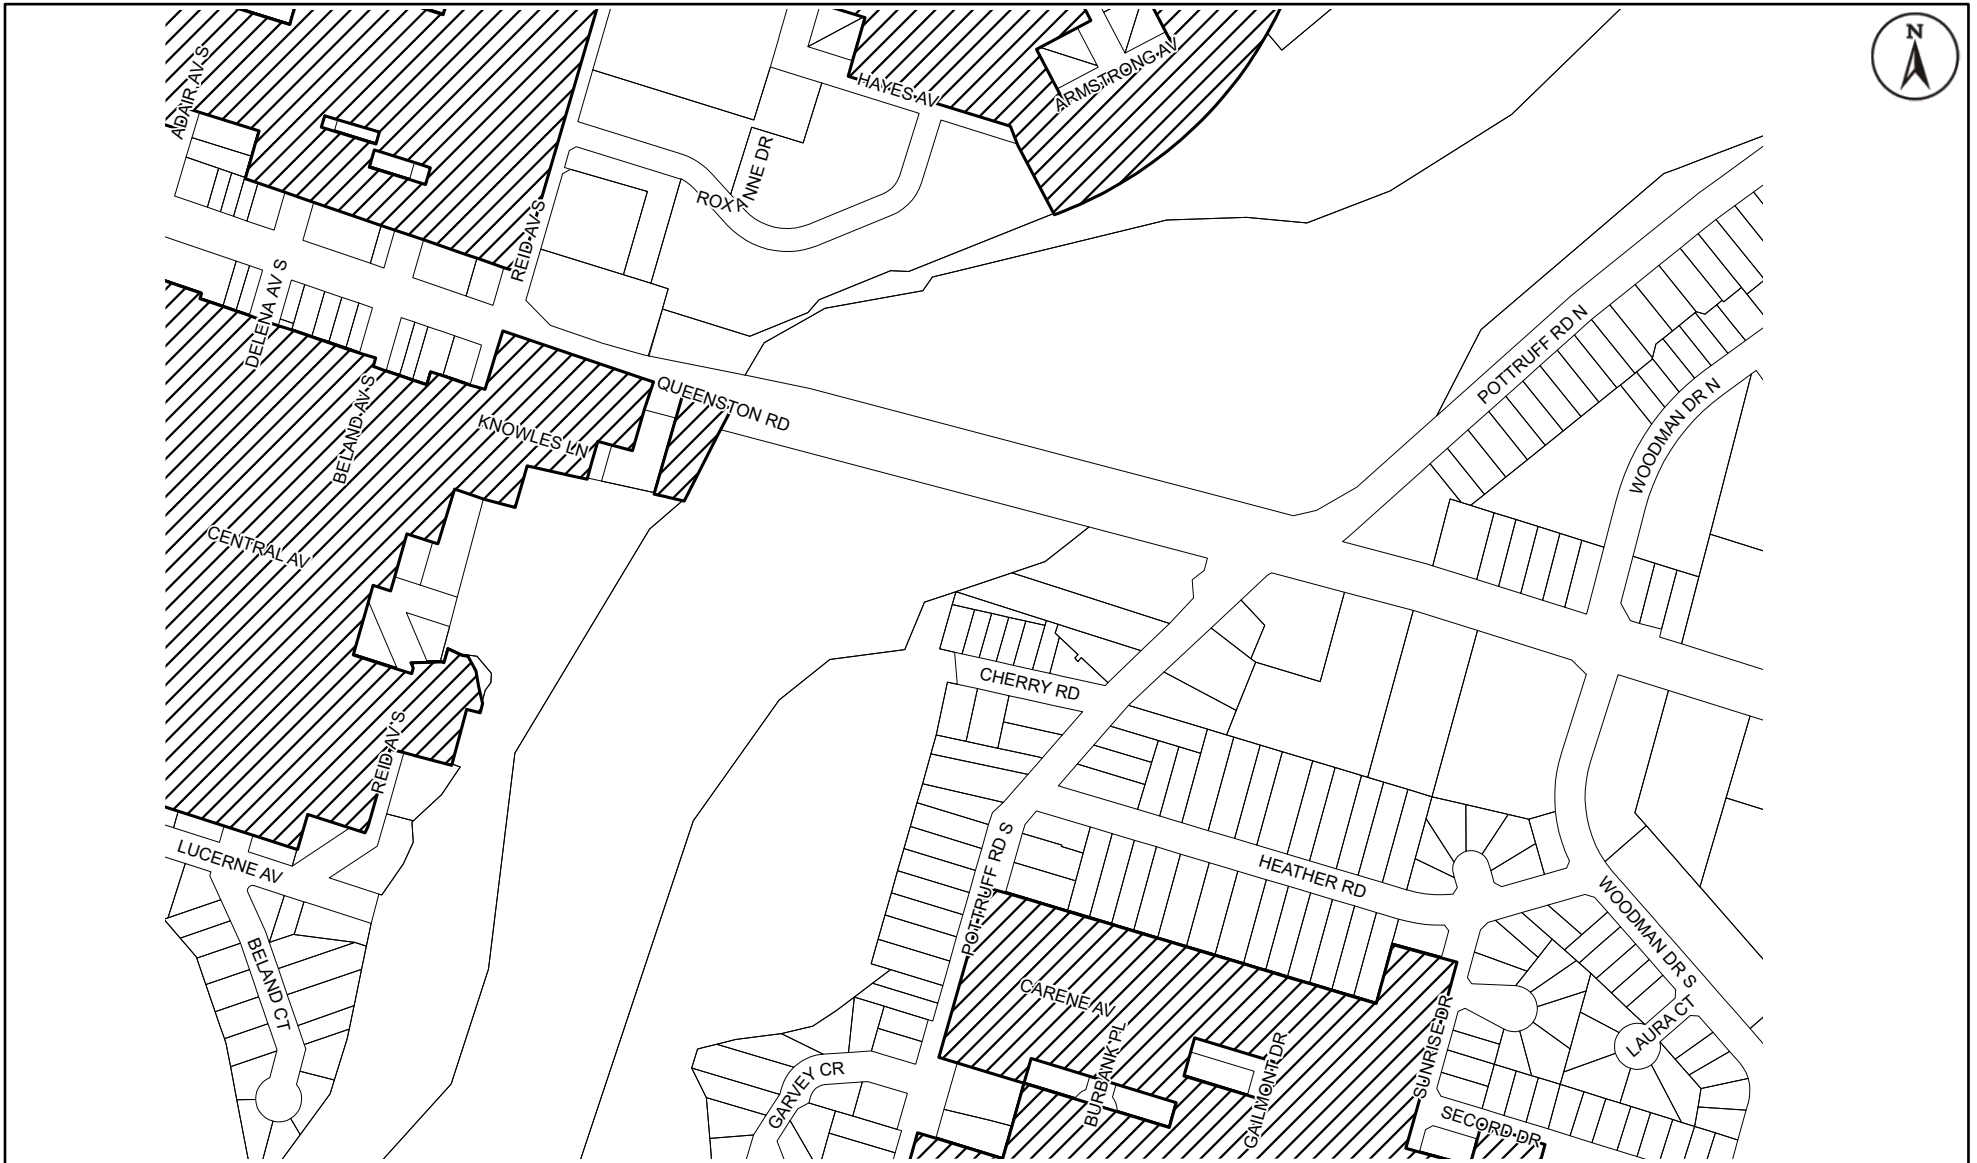 N
ADAIR AV S
HAYES AV
ARMSTRONG AV
ROXANNE DR
REID AV S
DELENA AV S
POTTRUFF RD N
BELAND AV S
QUEENSTON RD
KNOWLES LN
WOODMAN DR N
CENTRAL AV
CHERRY RD
REID AV S
LUCERNE AV
POTTRUFF RD S
HEATHER RD
BELAND CT
WOODMAN DR S
CARENE AV
BURBANK PL
GAILMONT DR
SUNRISE DR
LAURA CT
GARVEY CR
SECORD DR